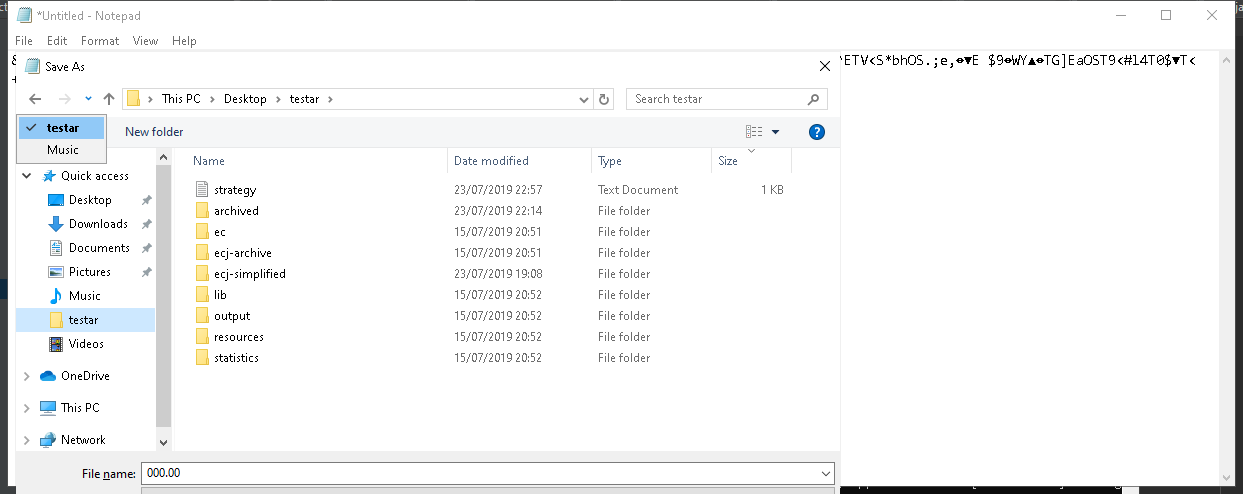 *Untitled - Notepad
File Edit Format View Help
ETV<S*bhOS.;e,◂▸▼E $9◂▸WY▲◂▸TG]EaOST9<#l4T0$▼T<
Save As
This PC > Desktop > testar >
Search testar
testar
New folder
Music
Name Date modified Type Size
Quick access
strategy 23/07/2019 22:57 Text Document 1 KB
Desktop
archived 23/07/2019 22:14 File folder
Downloads
ec 15/07/2019 20:51 File folder
Documents
ecj-archive 15/07/2019 20:51 File folder
Pictures
ecj-simplified 23/07/2019 19:08 File folder
Music
lib 15/07/2019 20:52 File folder
testar
output 15/07/2019 20:52 File folder
Videos
resources 15/07/2019 20:52 File folder
statistics 15/07/2019 20:52 File folder
OneDrive
This PC
Network
File name: 000.00